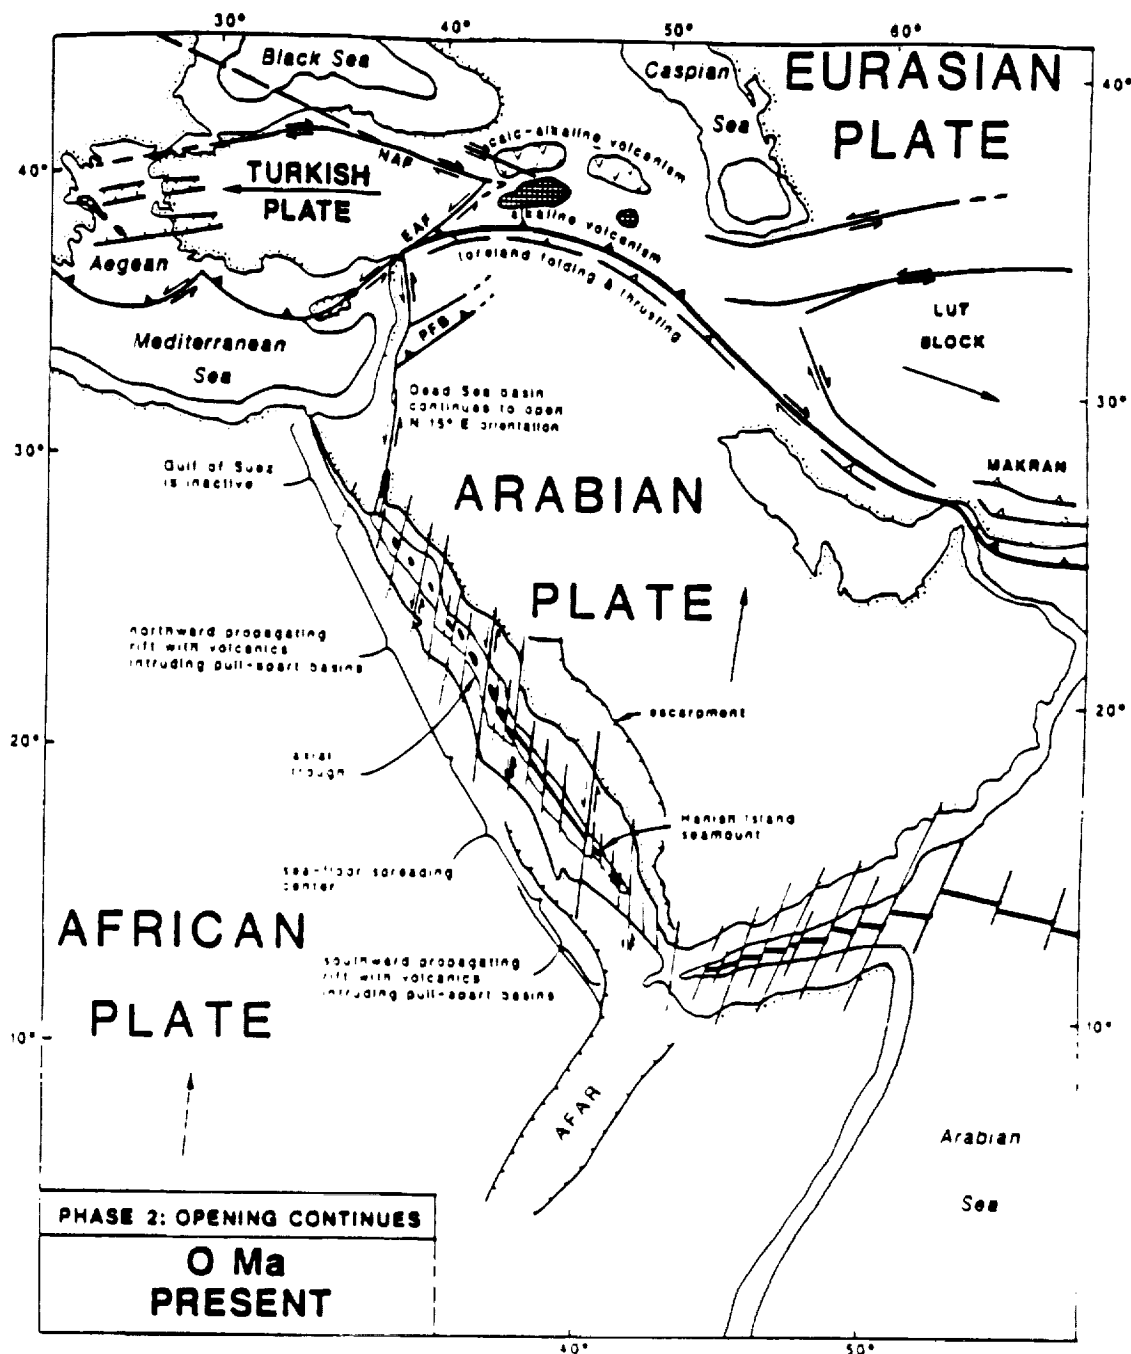 30°
40°
50°
60°
Black Sea
Caspian
Sea
EURASIAN
PLATE
40°
40°
NAF
calc-alkaline volcanism
TURKISH
PLATE
EAF
alkaline volcanism
foreland folding & thrusting
Aegean
LUT
BLOCK
PFB
Mediterranean
Sea
Dead Sea basin
continues to open
N 15° E orientation
30°
30°
Gulf of Suez
is inactive
MAKRAN
ARABIAN
PLATE
northward propagating
rift with volcanics
intruding pull-apart basins
escarpment
20°
20°
axial
trough
Hanish Island
seamount
sea-floor spreading
center
AFRICAN
PLATE
southward propagating
rift with volcanics
intruding pull-apart basins
10°
10°
AFAR
Arabian
Sea
PHASE 2: OPENING CONTINUES
0 Ma
PRESENT
40°
50°